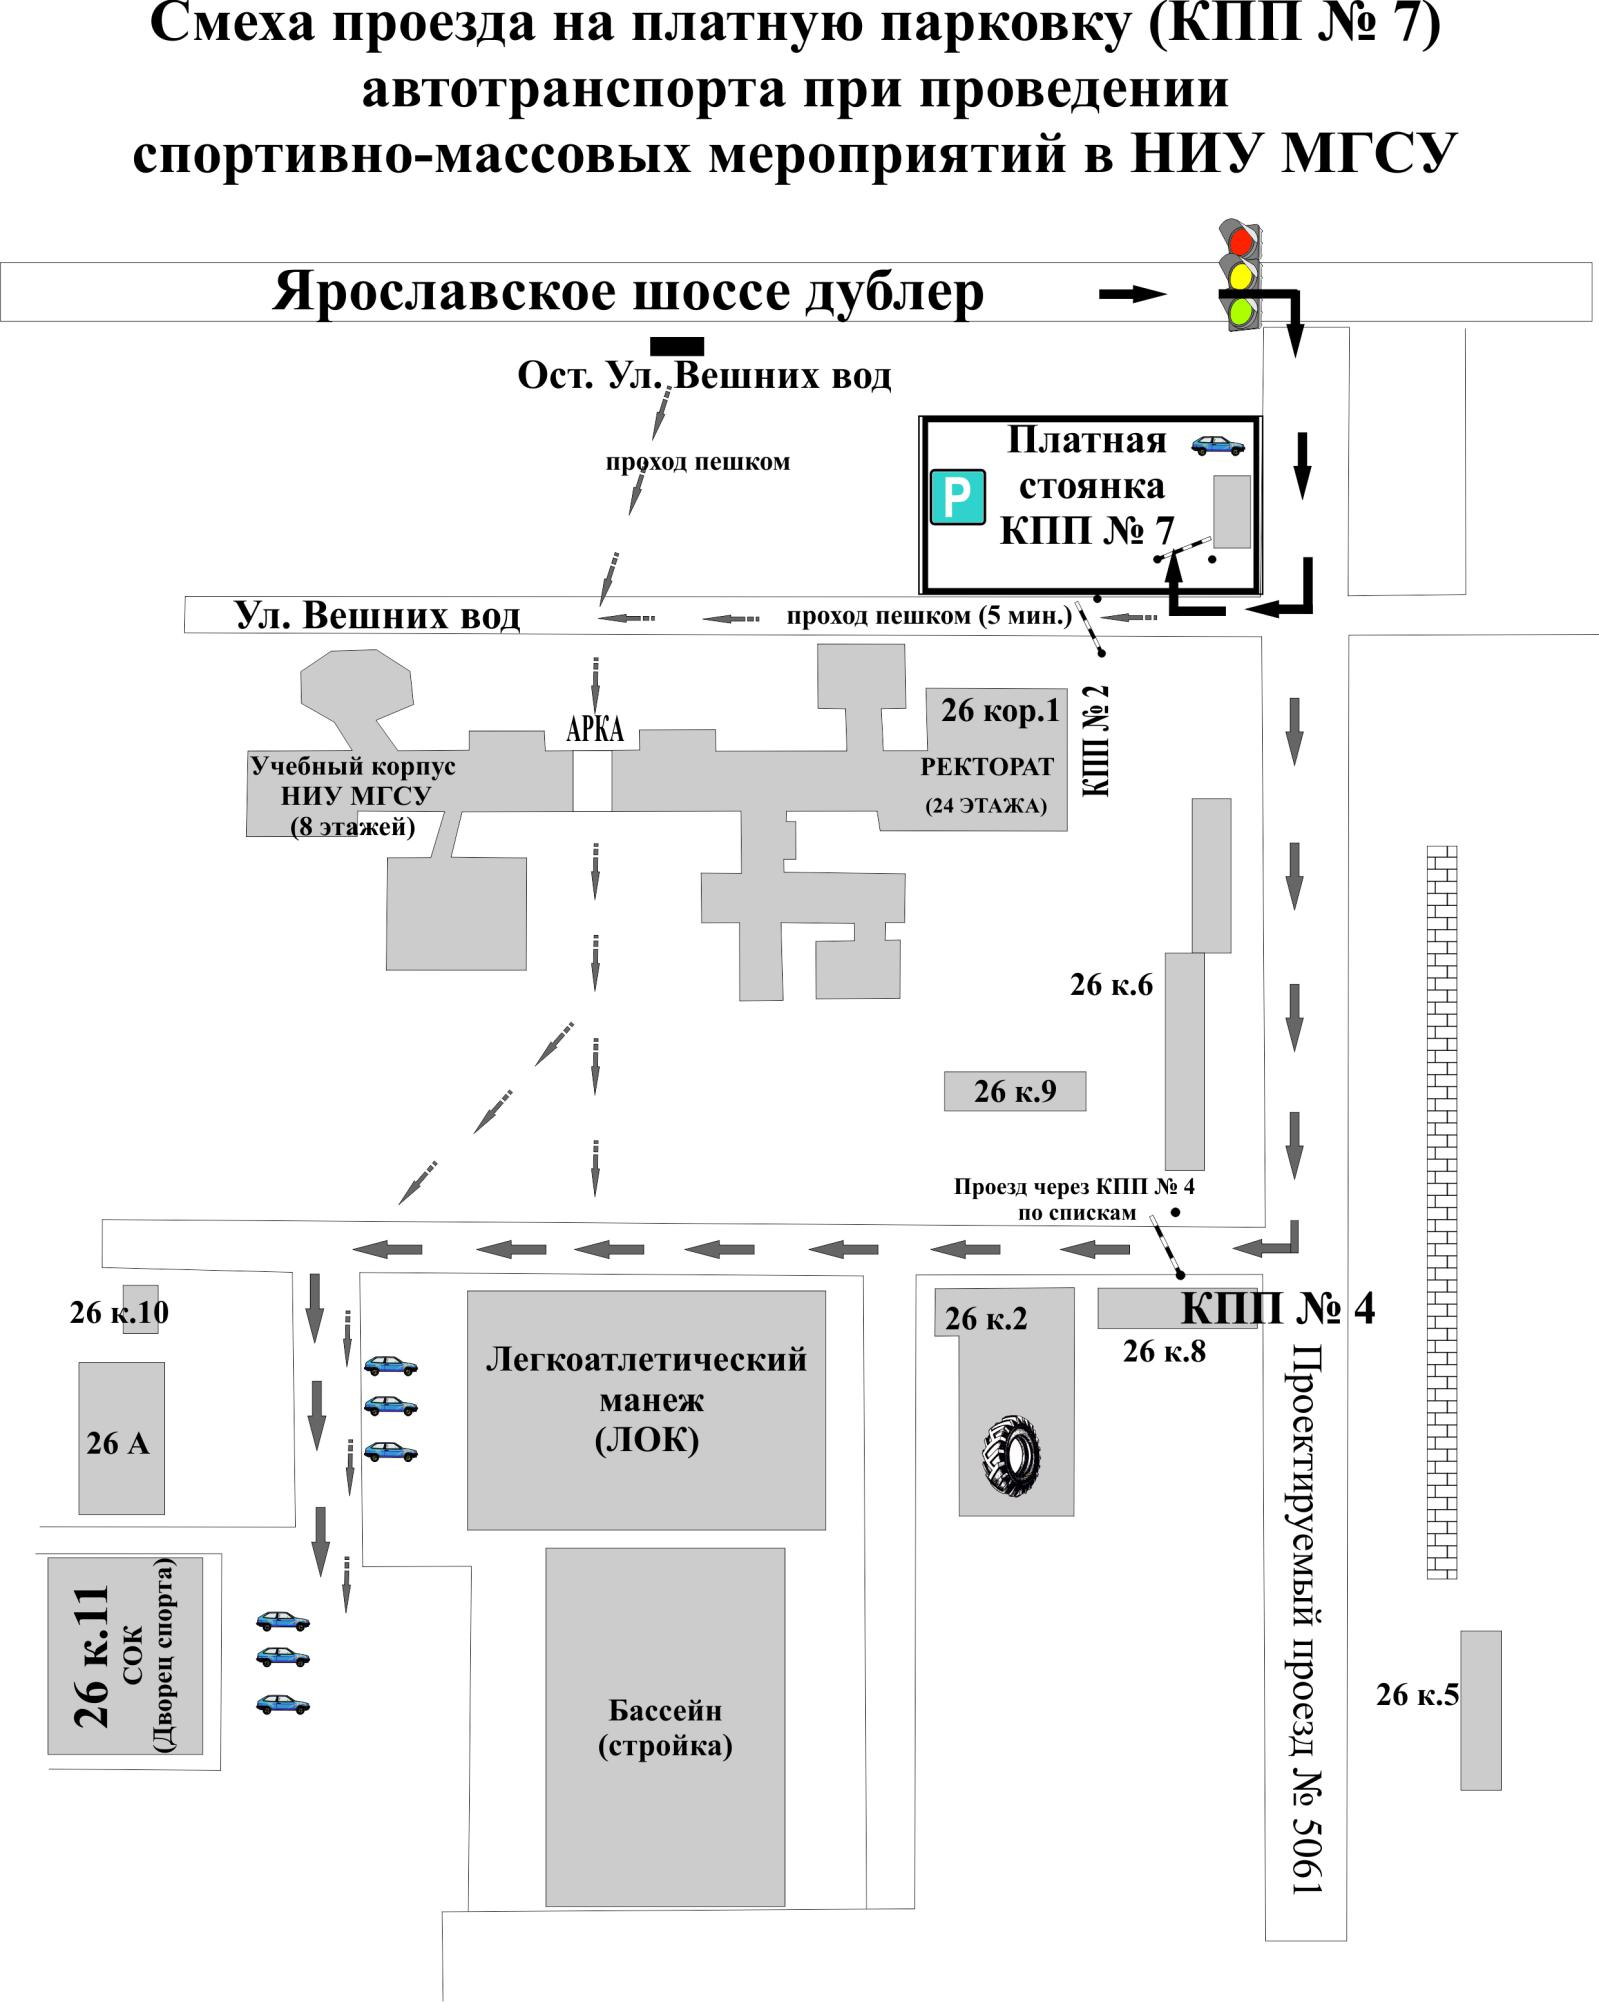 Смеха проезда на платную парковку (КПП № 7)
автотранспорта при проведении
спортивно-массовых мероприятий в НИУ МГСУ
Ярославское шоссе дублер
Ост. Ул. Вешних вод
проход пешком
Платная
стоянка
КПП № 7
P
Ул. Вешних вод
проход пешком (5 мин.)
КПП № 2
26 кор.1
РЕКТОРАТ
(24 ЭТАЖА)
АРКА
Учебный корпус
НИУ МГСУ
(8 этажей)
26 к.6
26 к.9
Проезд через КПП № 4
по спискам
КПП № 4
26 к.10
26 к.2
26 к.8
Легкоатлетический
манеж
(ЛОК)
26 А
26 к.11
СОК
(Дворец спорта)
Бассейн
(стройка)
Проектируемый проезд № 5061
26 к.5